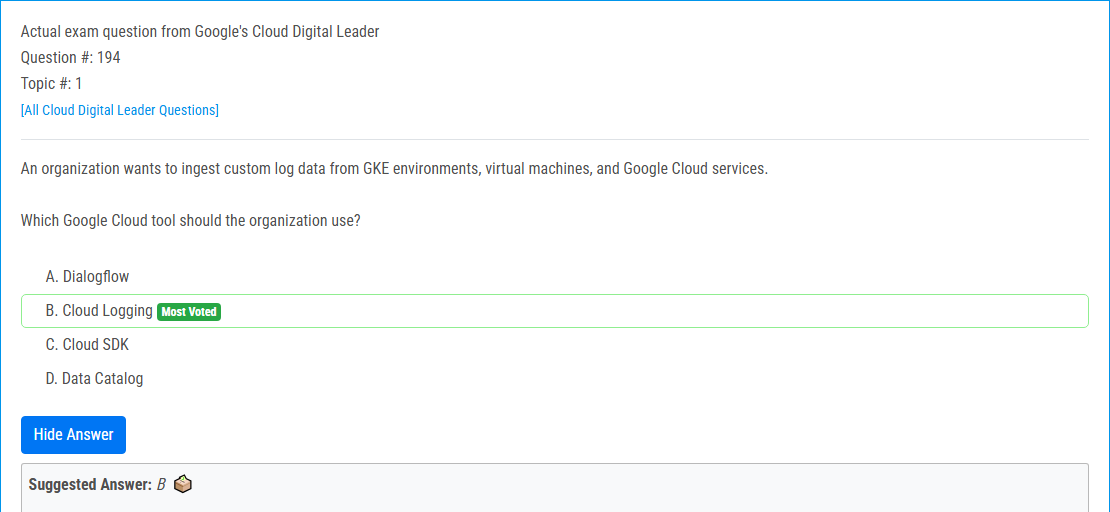 Actual exam question from Google's Cloud Digital Leader
Question #: 194
Topic #: 1
[All Cloud Digital Leader Questions]
An organization wants to ingest custom log data from GKE environments, virtual machines, and Google Cloud services.
Which Google Cloud tool should the organization use?
A. Dialogflow
B. Cloud Logging Most Voted
C. Cloud SDK
D. Data Catalog
Hide Answer
Suggested Answer: B